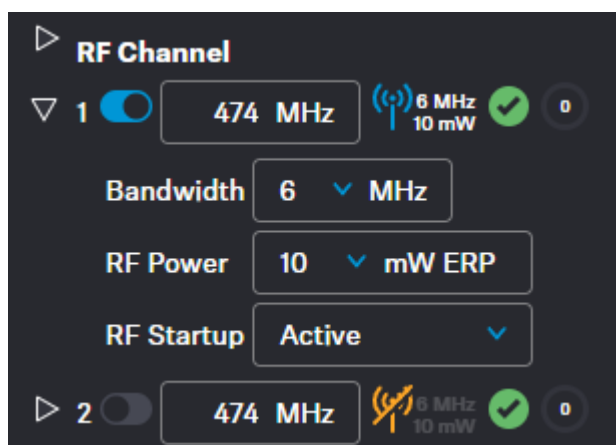 RF Channel
1 474 MHz 6 MHz 0
10 mW
Bandwidth 6 MHz
RF Power 10 mW ERP
RF Startup Active
2 474 MHz 6 MHz 0
10 mW